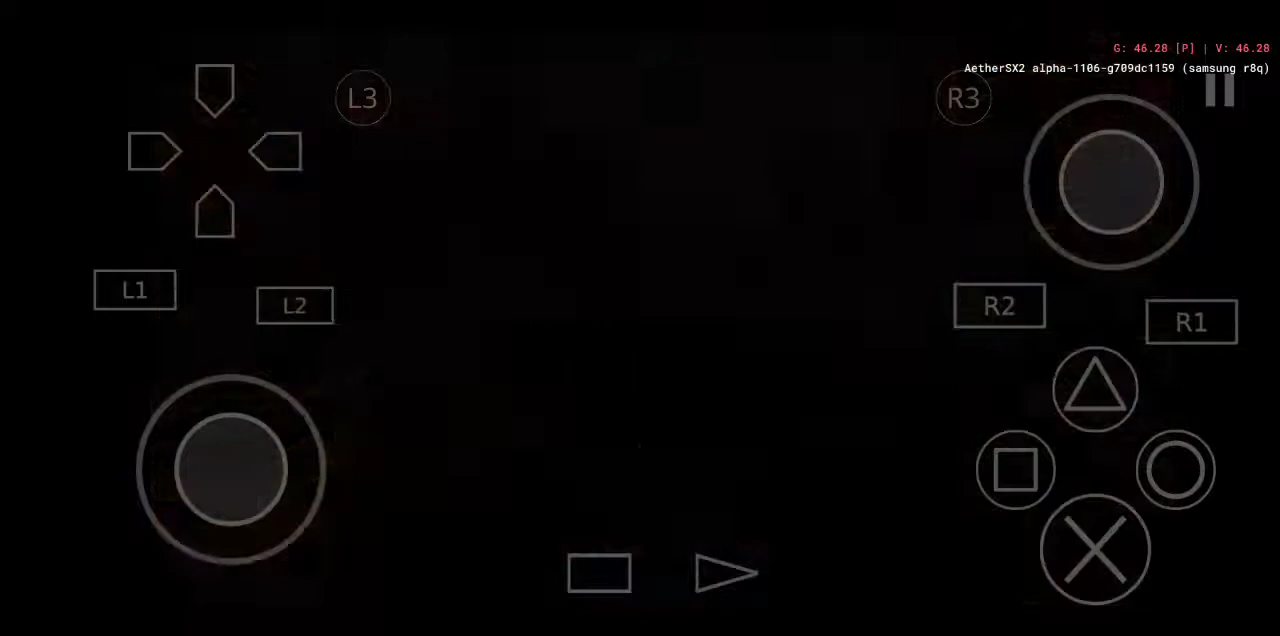 G: 46.28 [P] | V: 46.28
AetherSX2 alpha-1106-g709dc1159 (samsung r8q)
L3
R3
L1
L2
R2
R1